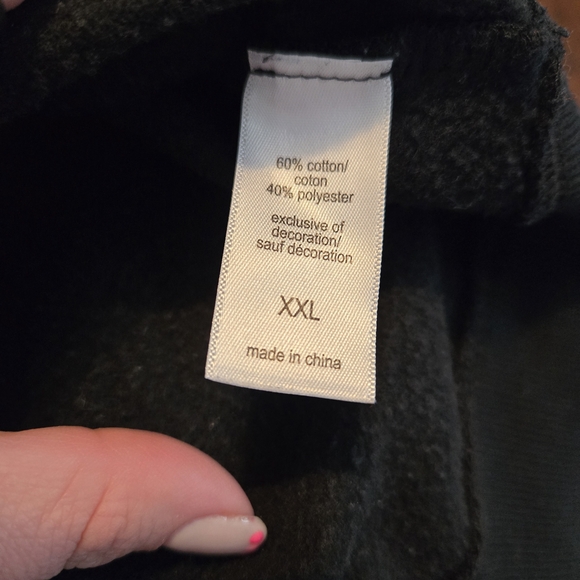 60% cotton/
coton
40% polyester
exclusive of
decoration/
sauf décoration
XXL
made in china